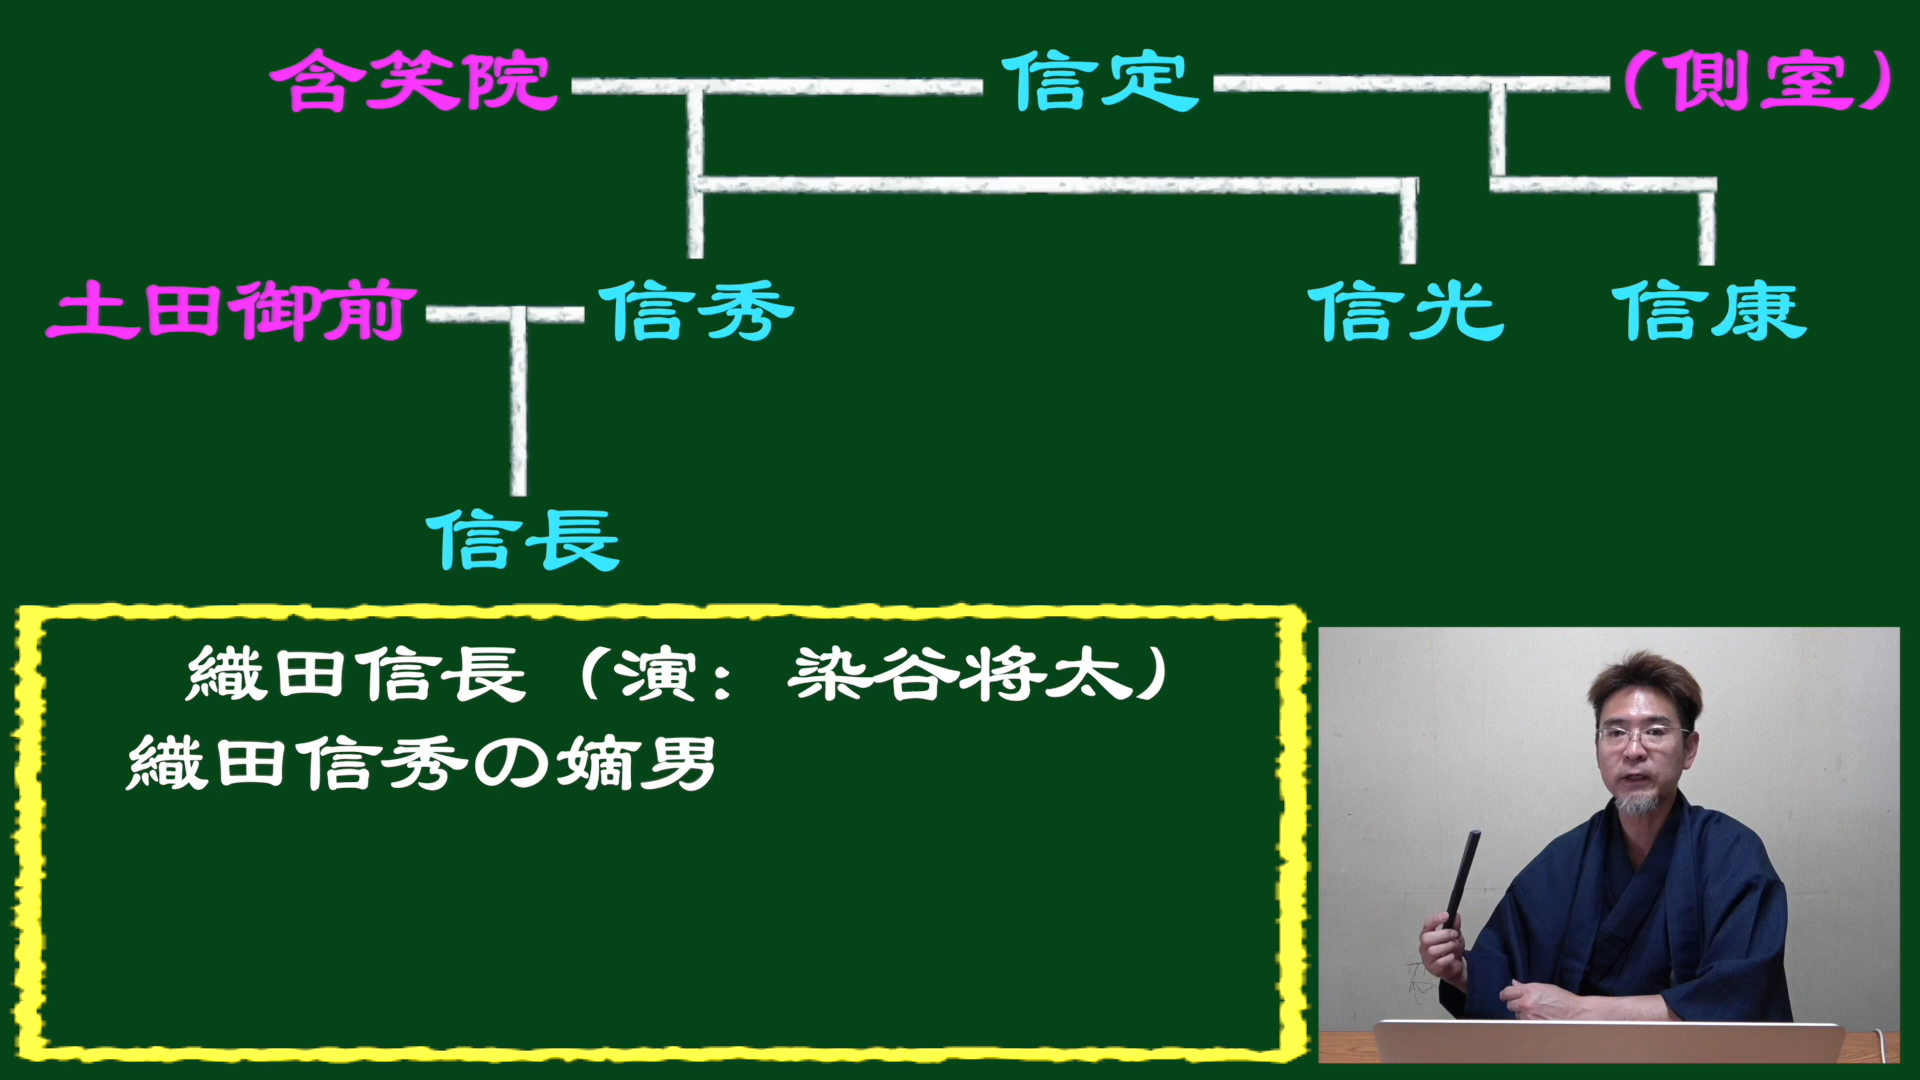 含笑院 信定 (側室)
土田御前 信秀 信光 信康
信長
織田信長（演：染谷将太）
織田信秀の嫡男